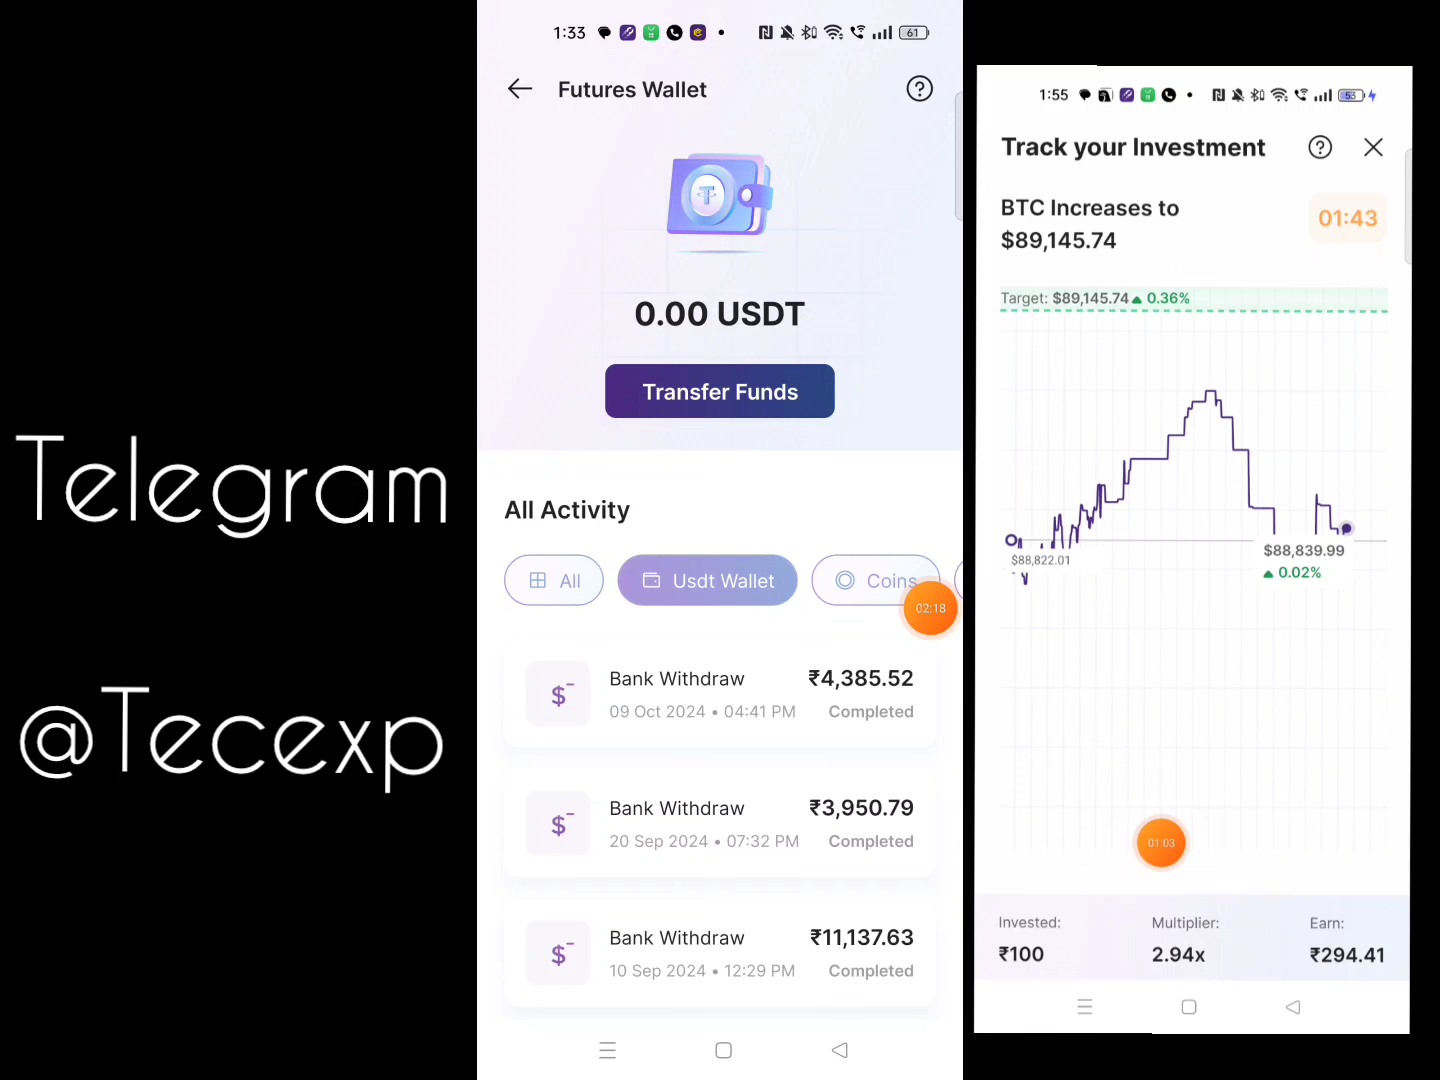 Telegram
@Tecexp
1:33
61
Futures Wallet
0.00 USDT
Transfer Funds
All Activity
All
Usdt Wallet
Coins
02:18
Bank Withdraw
₹4,385.52
09 Oct 2024 • 04:41 PM
Completed
Bank Withdraw
₹3,950.79
20 Sep 2024 • 07:32 PM
Completed
Bank Withdraw
₹11,137.63
10 Sep 2024 • 12:29 PM
Completed
1:55
53
Track your Investment
BTC Increases to
$89,145.74
01:43
Target: $89,145.74 ▲ 0.36%
$88,822.01
$88,839.99
▲ 0.02%
01:03
Invested:
₹100
Multiplier:
2.94x
Earn:
₹294.41